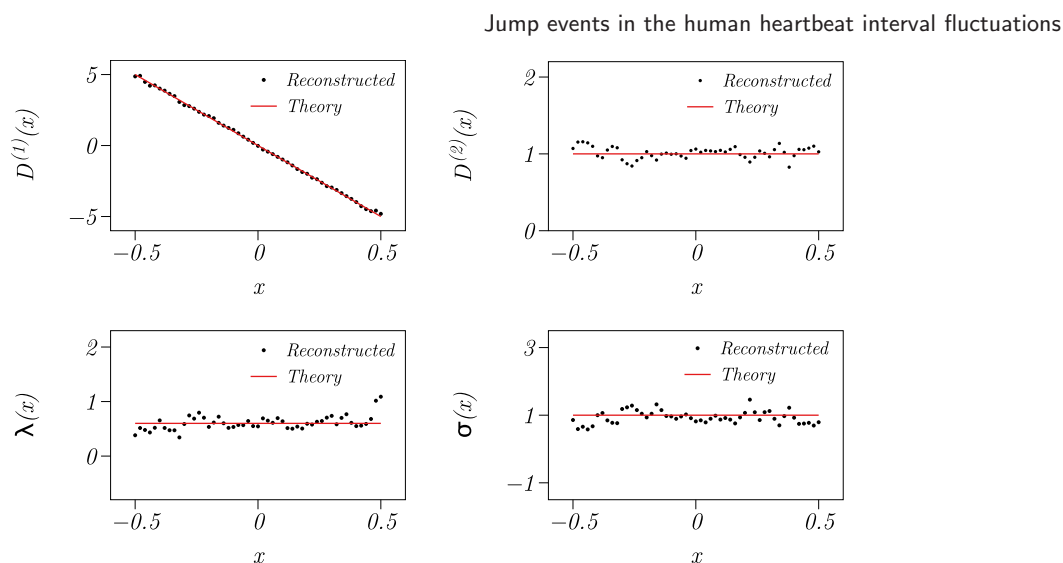 Jump events in the human heartbeat interval fluctuations
D^{(1)}(x)
5
0
−5
Reconstructed
Theory
−0.5 0 0.5
x
D^{(2)}(x)
2
1
0
Reconstructed
Theory
−0.5 0 0.5
x
λ(x)
2
1
0
Reconstructed
Theory
−0.5 0 0.5
x
σ(x)
3
1
−1
Reconstructed
Theory
−0.5 0 0.5
x